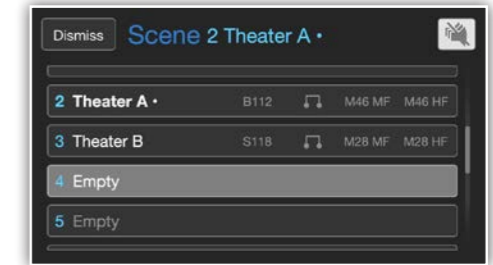 Dismiss Scene 2 Theater A •
2 Theater A • B112 M46 MF M46 HF
3 Theater B S118 M28 MF M28 HF
4 Empty
5 Empty